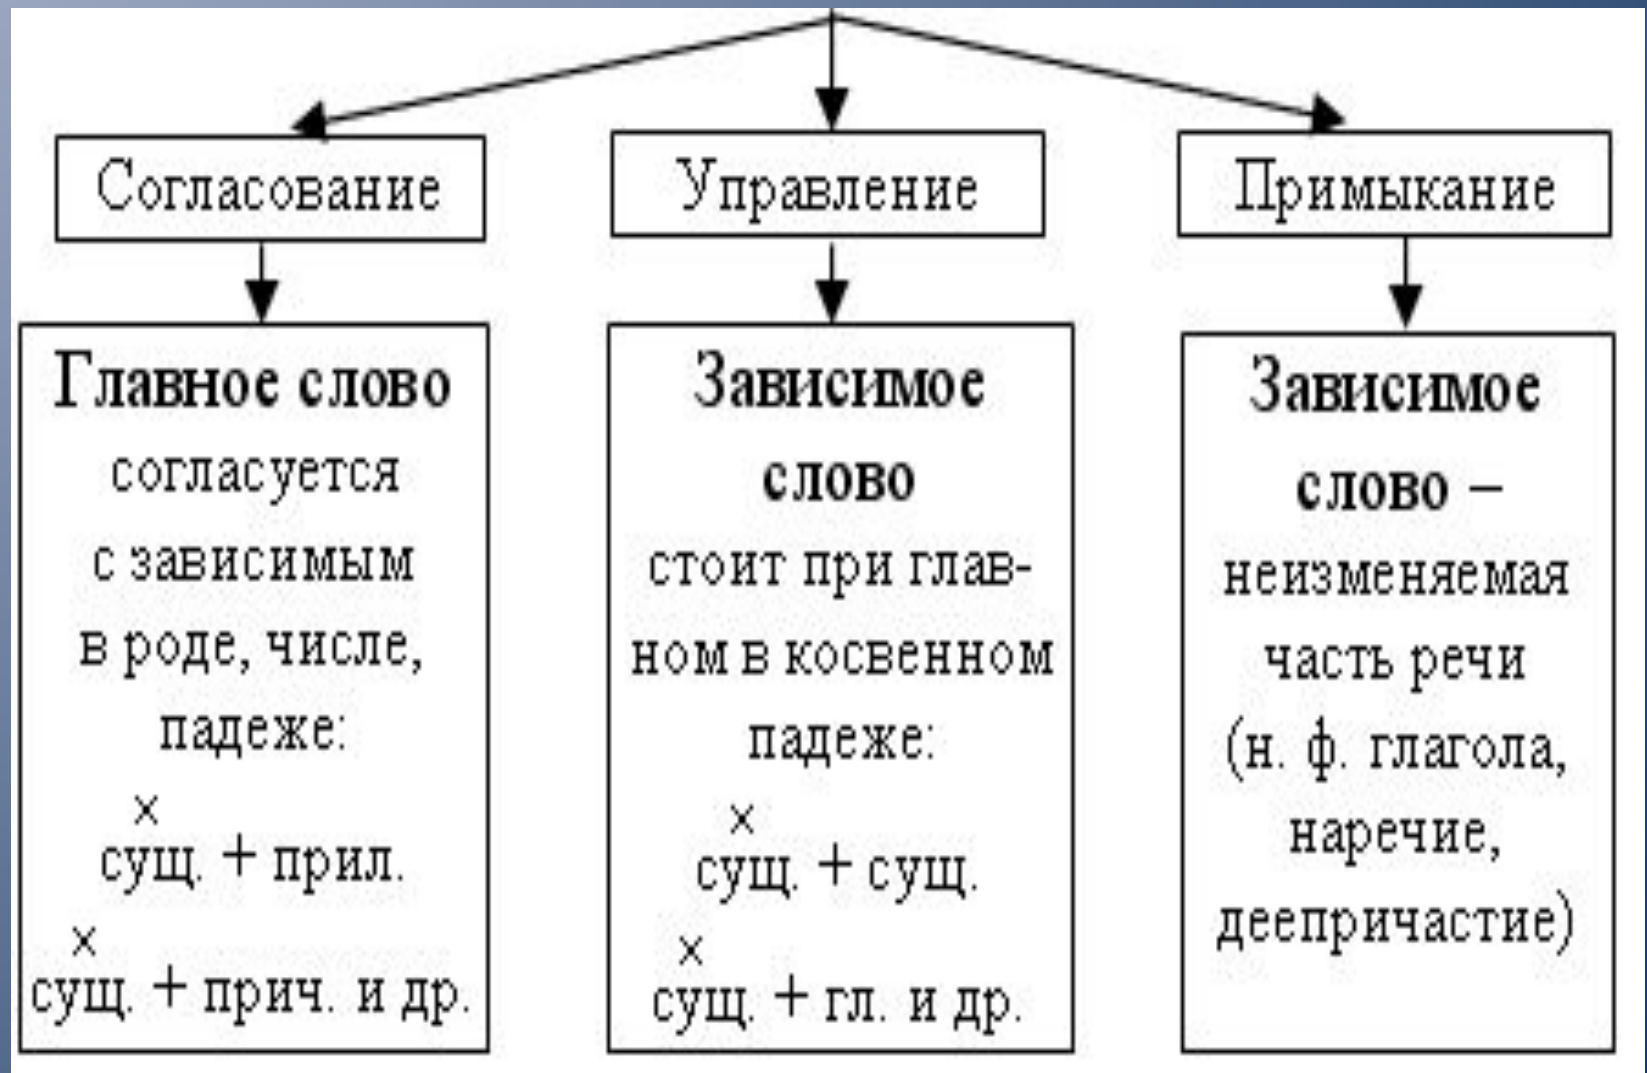 Согласование
Управление
Примыкание
Главное слово
согласуется
с зависимым
в роде, числе,
падеже:
х
сущ. + прил.
х
сущ. + прич. и др.
Зависимое
слово
стоит при глав-
ном в косвенном
падеже:
х
сущ. + сущ.
х
сущ. + гл. и др.
Зависимое
слово –
неизменяемая
часть речи
(н. ф. глагола,
наречие,
деепричастие)